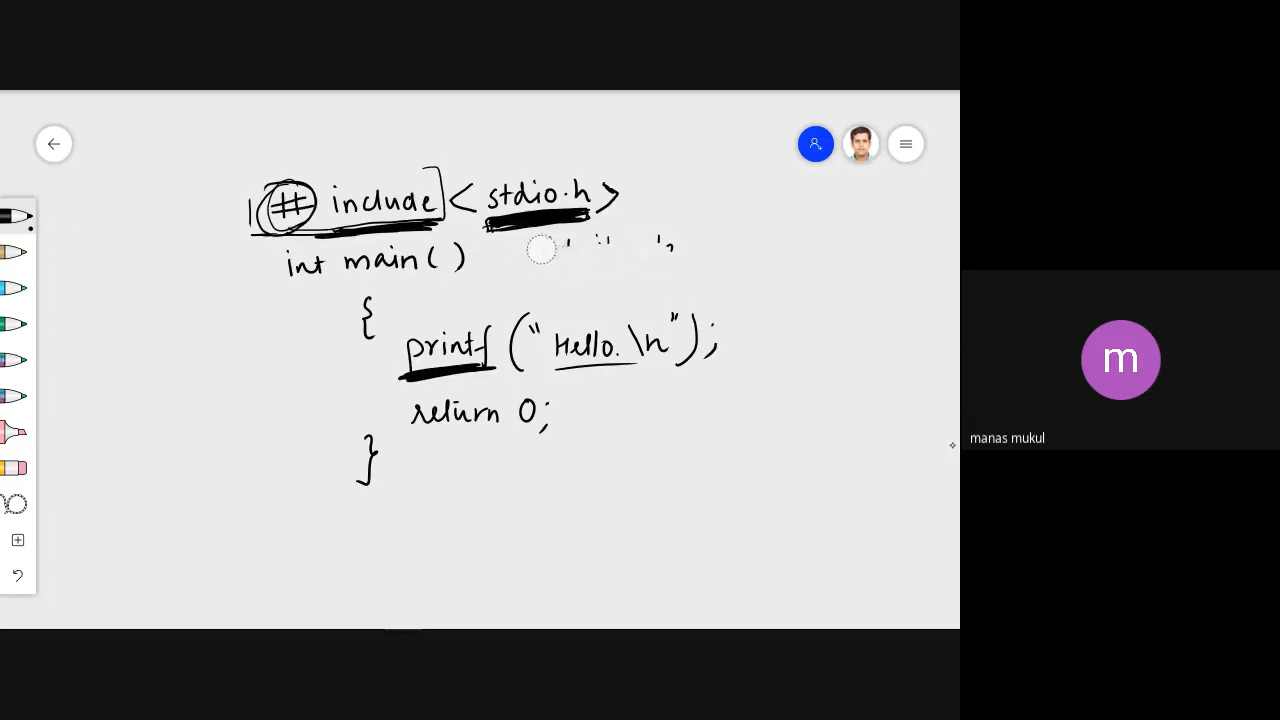 # include < stdio.h >
int main( )
{
printf (" Hello. \n");
return 0;
}
m
manas mukul